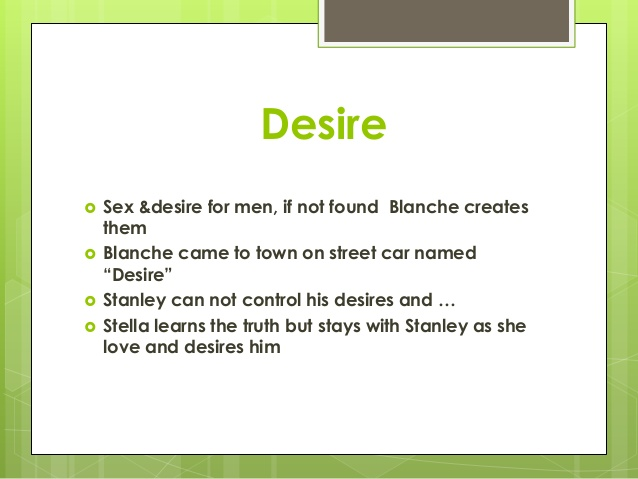 Desire
Sex &desire for men, if not found  Blanche creates
them
Blanche came to town on street car named
“Desire”
Stanley can not control his desires and …
Stella learns the truth but stays with Stanley as she
love and desires him